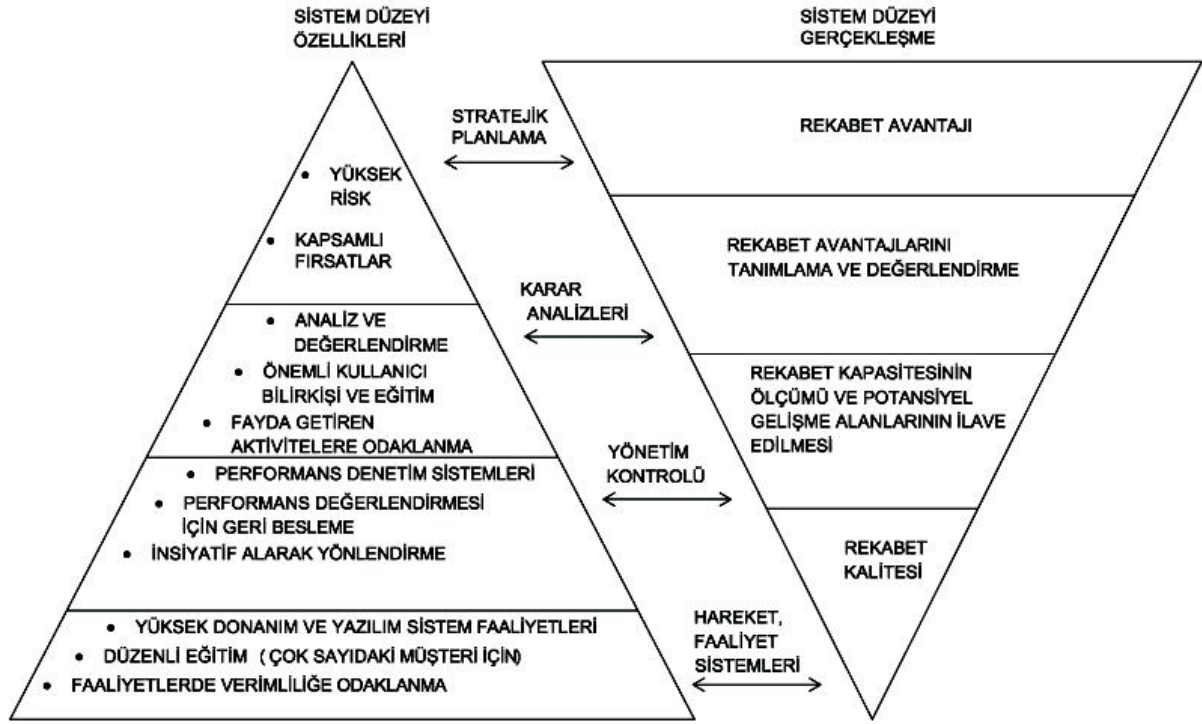 SİSTEM DÜZEYİ
ÖZELLİKLERİ
SİSTEM DÜZEYİ
GERÇEKLEŞME
STRATEJİK
PLANLAMA
REKABET AVANTAJI
• YÜKSEK
RİSK
• KAPSAMLI
FIRSATLAR
REKABET AVANTAJLARINI
TANIMLAMA VE DEĞERLENDİRME
KARAR
ANALİZLERİ
• ANALİZ VE
DEĞERLENDİRME
• ÖNEMLİ KULLANICI
BİLİRKİŞİ VE EĞİTİM
• FAYDA GETİREN
AKTİVİTELERE ODAKLANMA
REKABET KAPASİTESİNİN
ÖLÇÜMÜ VE POTANSİYEL
GELİŞME ALANLARININ İLAVE
EDİLMESİ
YÖNETİM
KONTROLÜ
• PERFORMANS DENETİM SİSTEMLERİ
• PERFORMANS DEĞERLENDİRMESİ
İÇİN GERİ BESLEME
• İNSİYATİF ALARAK YÖNLENDİRME
REKABET
KALİTESİ
HAREKET,
FAALİYET
SİSTEMLERİ
• YÜKSEK DONANIM VE YAZILIM SİSTEM FAALİYETLERİ
• DÜZENLİ EĞİTİM ( ÇOK SAYIDAKİ MÜŞTERİ İÇİN)
• FAALİYETLERDE VERİMLİLİĞE ODAKLANMA